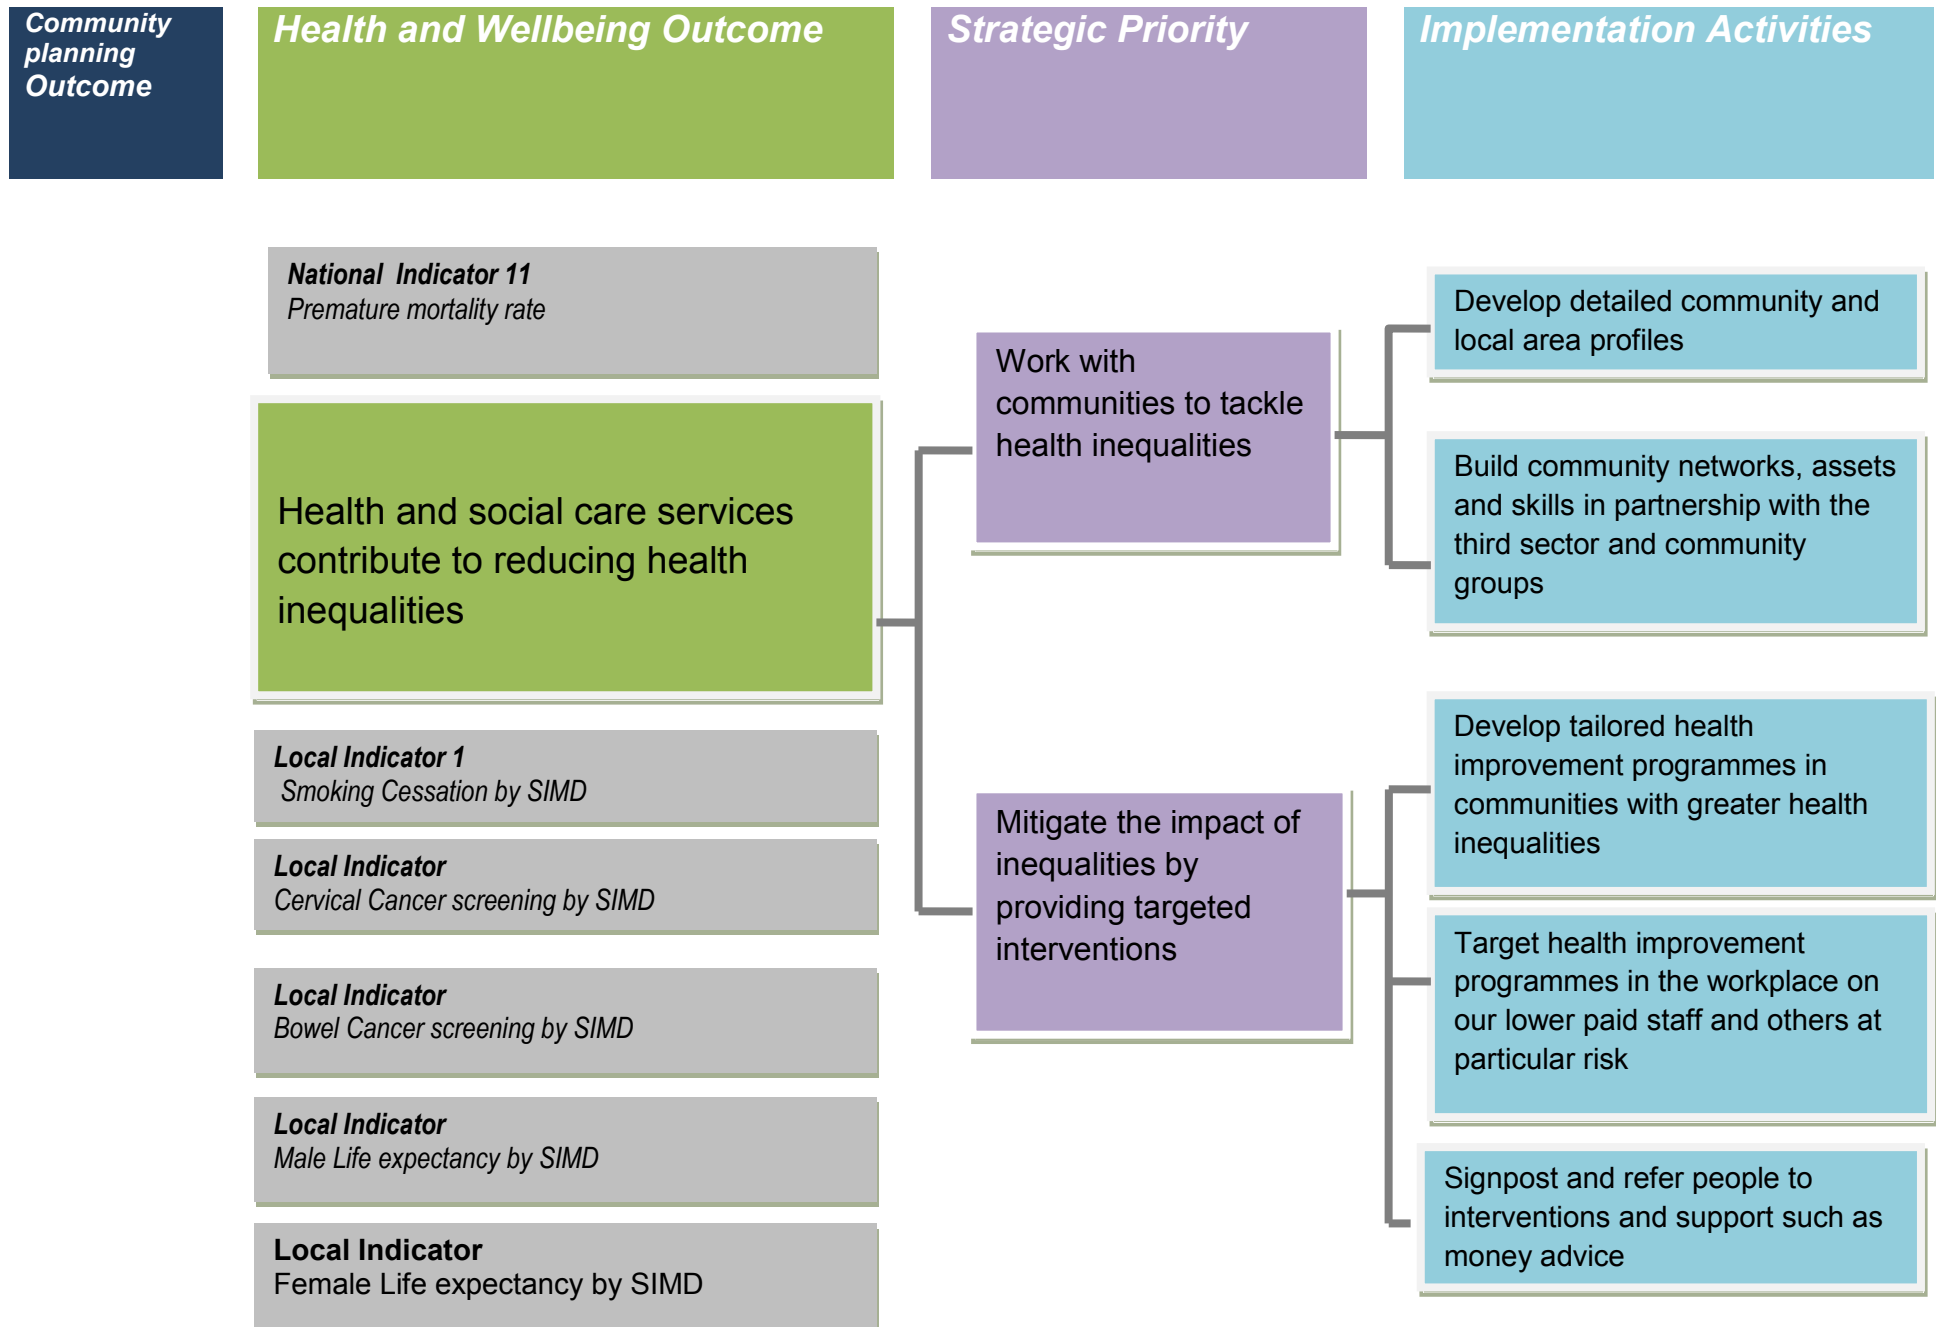 Community
planning
Outcome
Health and Wellbeing Outcome
Strategic Priority
Implementation Activities
National  Indicator 11
Premature mortality rate
Health and social care services
contribute to reducing health
inequalities
Local Indicator 1
Smoking Cessation by SIMD
Local Indicator
Cervical Cancer screening by SIMD
Local Indicator
Bowel Cancer screening by SIMD
Local Indicator
Male Life expectancy by SIMD
Local Indicator
Female Life expectancy by SIMD
Work with
communities to tackle
health inequalities
Mitigate the impact of
inequalities by
providing targeted
interventions
Develop detailed community and
local area profiles
Build community networks, assets
and skills in partnership with the
third sector and community
groups
Develop tailored health
improvement programmes in
communities with greater health
inequalities
Target health improvement
programmes in the workplace on
our lower paid staff and others at
particular risk
Signpost and refer people to
interventions and support such as
money advice